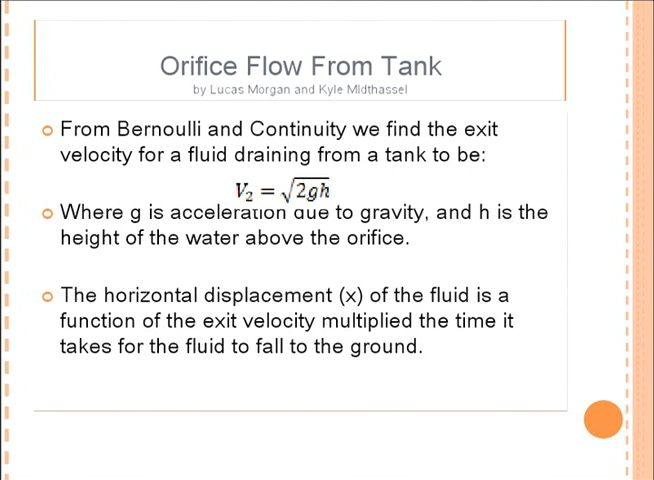 Orifice Flow From Tank
by Lucas Morgan and Kyle Midthassel
From Bernoulli and Continuity we find the exit
velocity for a fluid draining from a tank to be:
V₂ = √2gh
Where g is acceleration due to gravity, and h is the
height of the water above the orifice.
The horizontal displacement (x) of the fluid is a
function of the exit velocity multiplied the time it
takes for the fluid to fall to the ground.